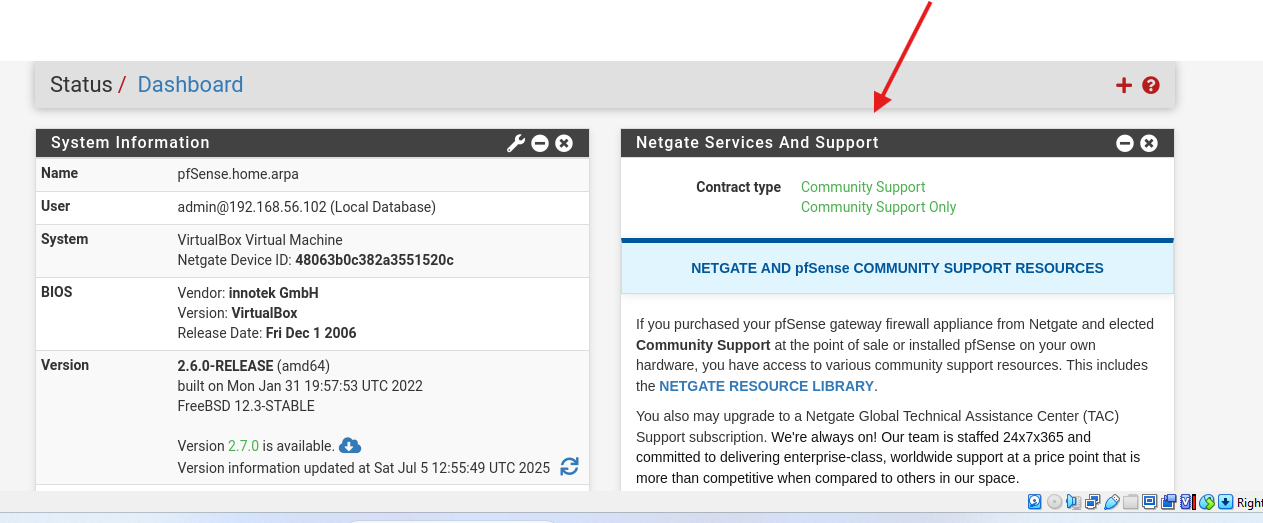 Status / Dashboard
System Information
Name pfSense.home.arpa
User admin@192.168.56.102 (Local Database)
System VirtualBox Virtual Machine
Netgate Device ID: 48063b0c382a3551520c
BIOS Vendor: innotek GmbH
Version: VirtualBox
Release Date: Fri Dec 1 2006
Version 2.6.0-RELEASE (amd64)
built on Mon Jan 31 19:57:53 UTC 2022
FreeBSD 12.3-STABLE
Version 2.7.0 is available.
Version information updated at Sat Jul 5 12:55:49 UTC 2025
Netgate Services And Support
Contract type Community Support
Community Support Only
NETGATE AND pfSense COMMUNITY SUPPORT RESOURCES
If you purchased your pfSense gateway firewall appliance from Netgate and elected
Community Support at the point of sale or installed pfSense on your own
hardware, you have access to various community support resources. This includes
the NETGATE RESOURCE LIBRARY.
You also may upgrade to a Netgate Global Technical Assistance Center (TAC)
Support subscription. We're always on! Our team is staffed 24x7x365 and
committed to delivering enterprise-class, worldwide support at a price point that is
more than competitive when compared to others in our space.
Right